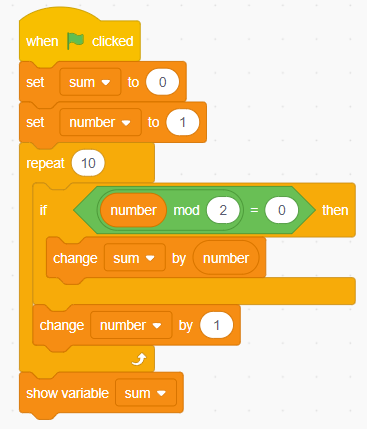 when clicked
set sum to 0
set number to 1
repeat 10
if number mod 2 = 0 then
change sum by number
change number by 1
show variable sum